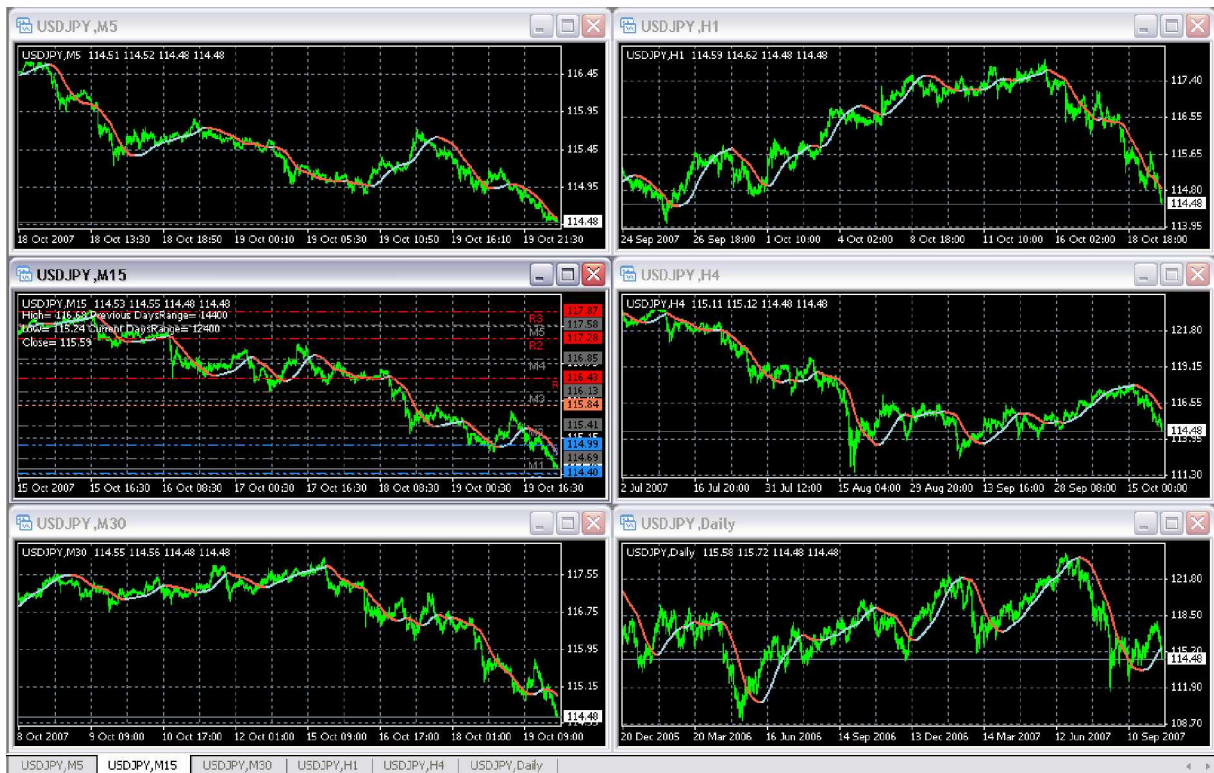 USDJPY,M5
USDJPY,M5 114.51 114.52 114.48 114.48
116.45
115.95
115.45
114.95
114.48
18 Oct 2007 18 Oct 13:30 18 Oct 18:50 19 Oct 00:10 19 Oct 05:30 19 Oct 10:50 19 Oct 16:10 19 Oct 21:30
USDJPY,H1
USDJPY,H1 114.59 114.62 114.48 114.48
117.40
116.55
115.65
114.80
114.48
113.95
24 Sep 2007 26 Sep 18:00 1 Oct 10:00 4 Oct 02:00 8 Oct 18:00 11 Oct 10:00 16 Oct 02:00 18 Oct 18:00
USDJPY,M15
USDJPY,M15 114.53 114.55 114.48 114.48
High= 116.68 Previous DaysRange= 14400
Low= 115.24 Current DaysRange= 12400
Close= 115.59
R3 117.87
M5 117.58
R2 117.28
M4 116.85
116.43
116.13
M3
115.84
115.41
114.99
114.69
M1
114.40
15 Oct 2007 15 Oct 16:30 16 Oct 08:30 17 Oct 00:30 17 Oct 16:30 18 Oct 08:30 19 Oct 00:30 19 Oct 16:30
USDJPY,H4
USDJPY,H4 115.11 115.12 114.48 114.48
121.80
119.15
116.55
114.48
111.30
2 Jul 2007 16 Jul 20:00 31 Jul 12:00 15 Aug 04:00 29 Aug 20:00 13 Sep 16:00 28 Sep 08:00 15 Oct 00:00
USDJPY,M30
USDJPY,M30 114.55 114.56 114.48 114.48
117.55
116.75
115.95
115.15
114.48
8 Oct 2007 9 Oct 09:00 10 Oct 17:00 12 Oct 01:00 15 Oct 09:00 16 Oct 17:00 18 Oct 01:00 19 Oct 09:00
USDJPY,Daily
USDJPY,Daily 115.58 115.72 114.48 114.48
121.80
118.50
114.48
111.90
108.70
20 Dec 2005 20 Mar 2006 16 Jun 2006 14 Sep 2006 13 Dec 2006 14 Mar 2007 12 Jun 2007 10 Sep 2007
USDJPY,M5 USDJPY,M15 USDJPY,M30 USDJPY,H1 USDJPY,H4 USDJPY,Daily